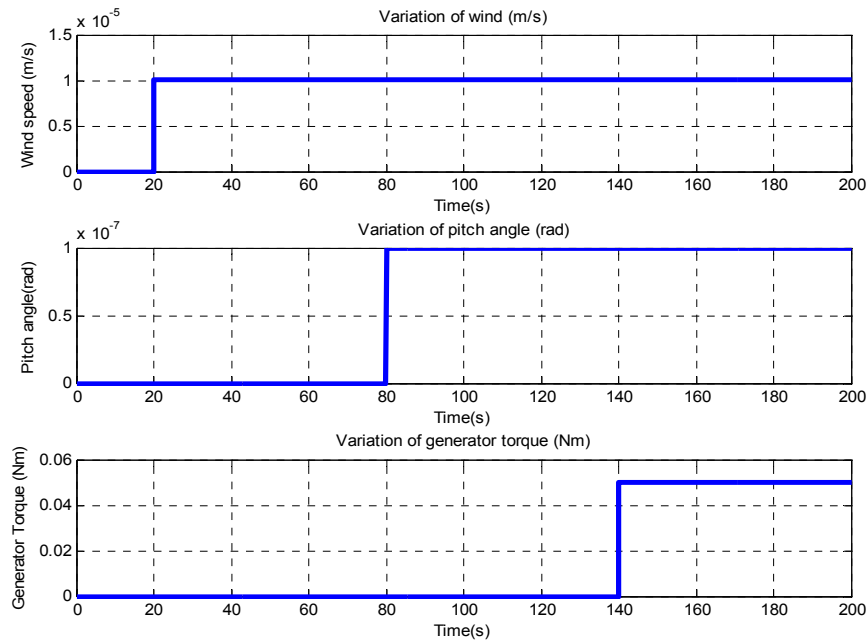 Variation of wind (m/s)
x 10^-5
1.5
1
0.5
0
Wind speed (m/s)
0 20 40 60 80 100 120 140 160 180 200
Time(s)
Variation of pitch angle (rad)
x 10^-7
1
0.5
0
Pitch angle(rad)
0 20 40 60 80 100 120 140 160 180 200
Time(s)
Variation of generator torque (Nm)
0.06
0.04
0.02
0
Generator Torque (Nm)
0 20 40 60 80 100 120 140 160 180 200
Time(s)